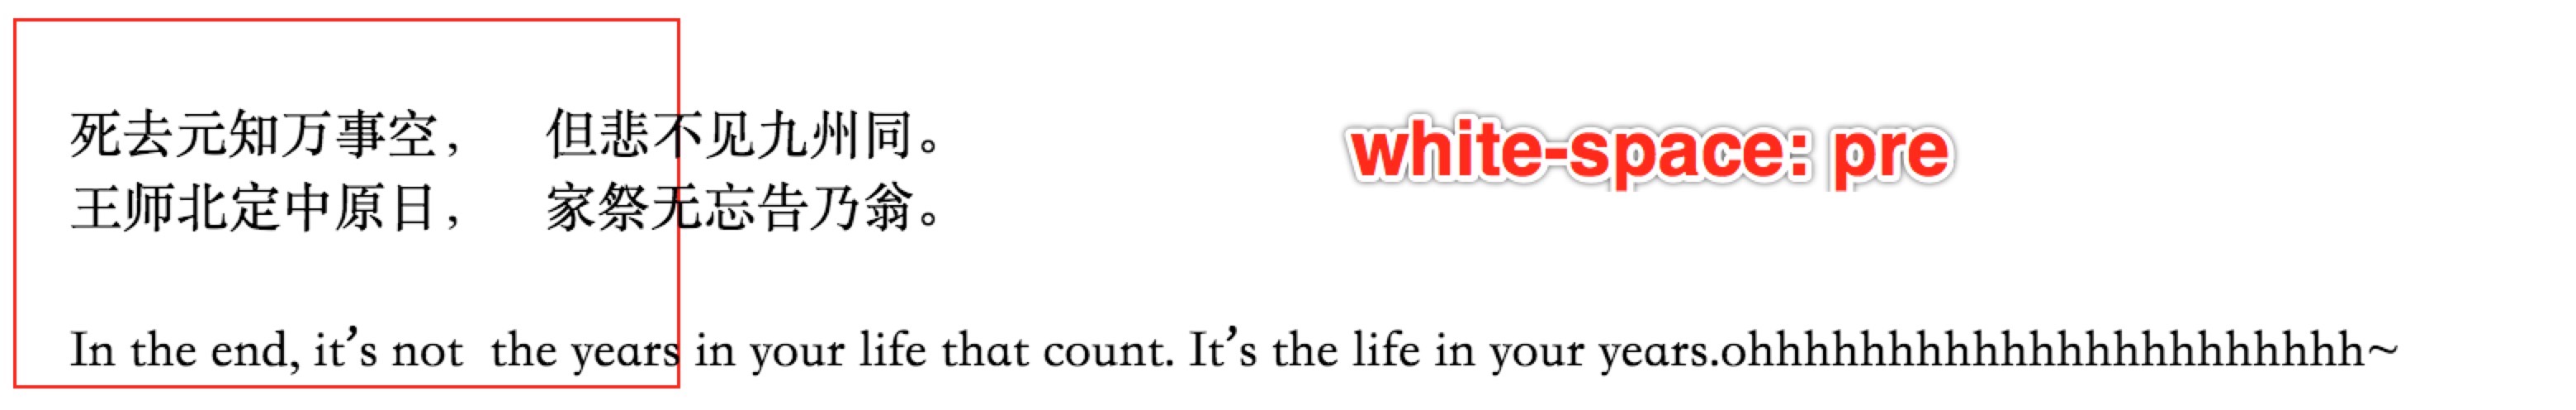 死去元知万事空，　但悲不见九州同。
王师北定中原日，　家祭无忘告乃翁。
white-space: pre
In the end, it’s not  the years in your life that count. It’s the life in your years.ohhhhhhhhhhhhhhhhhhhhhhh~